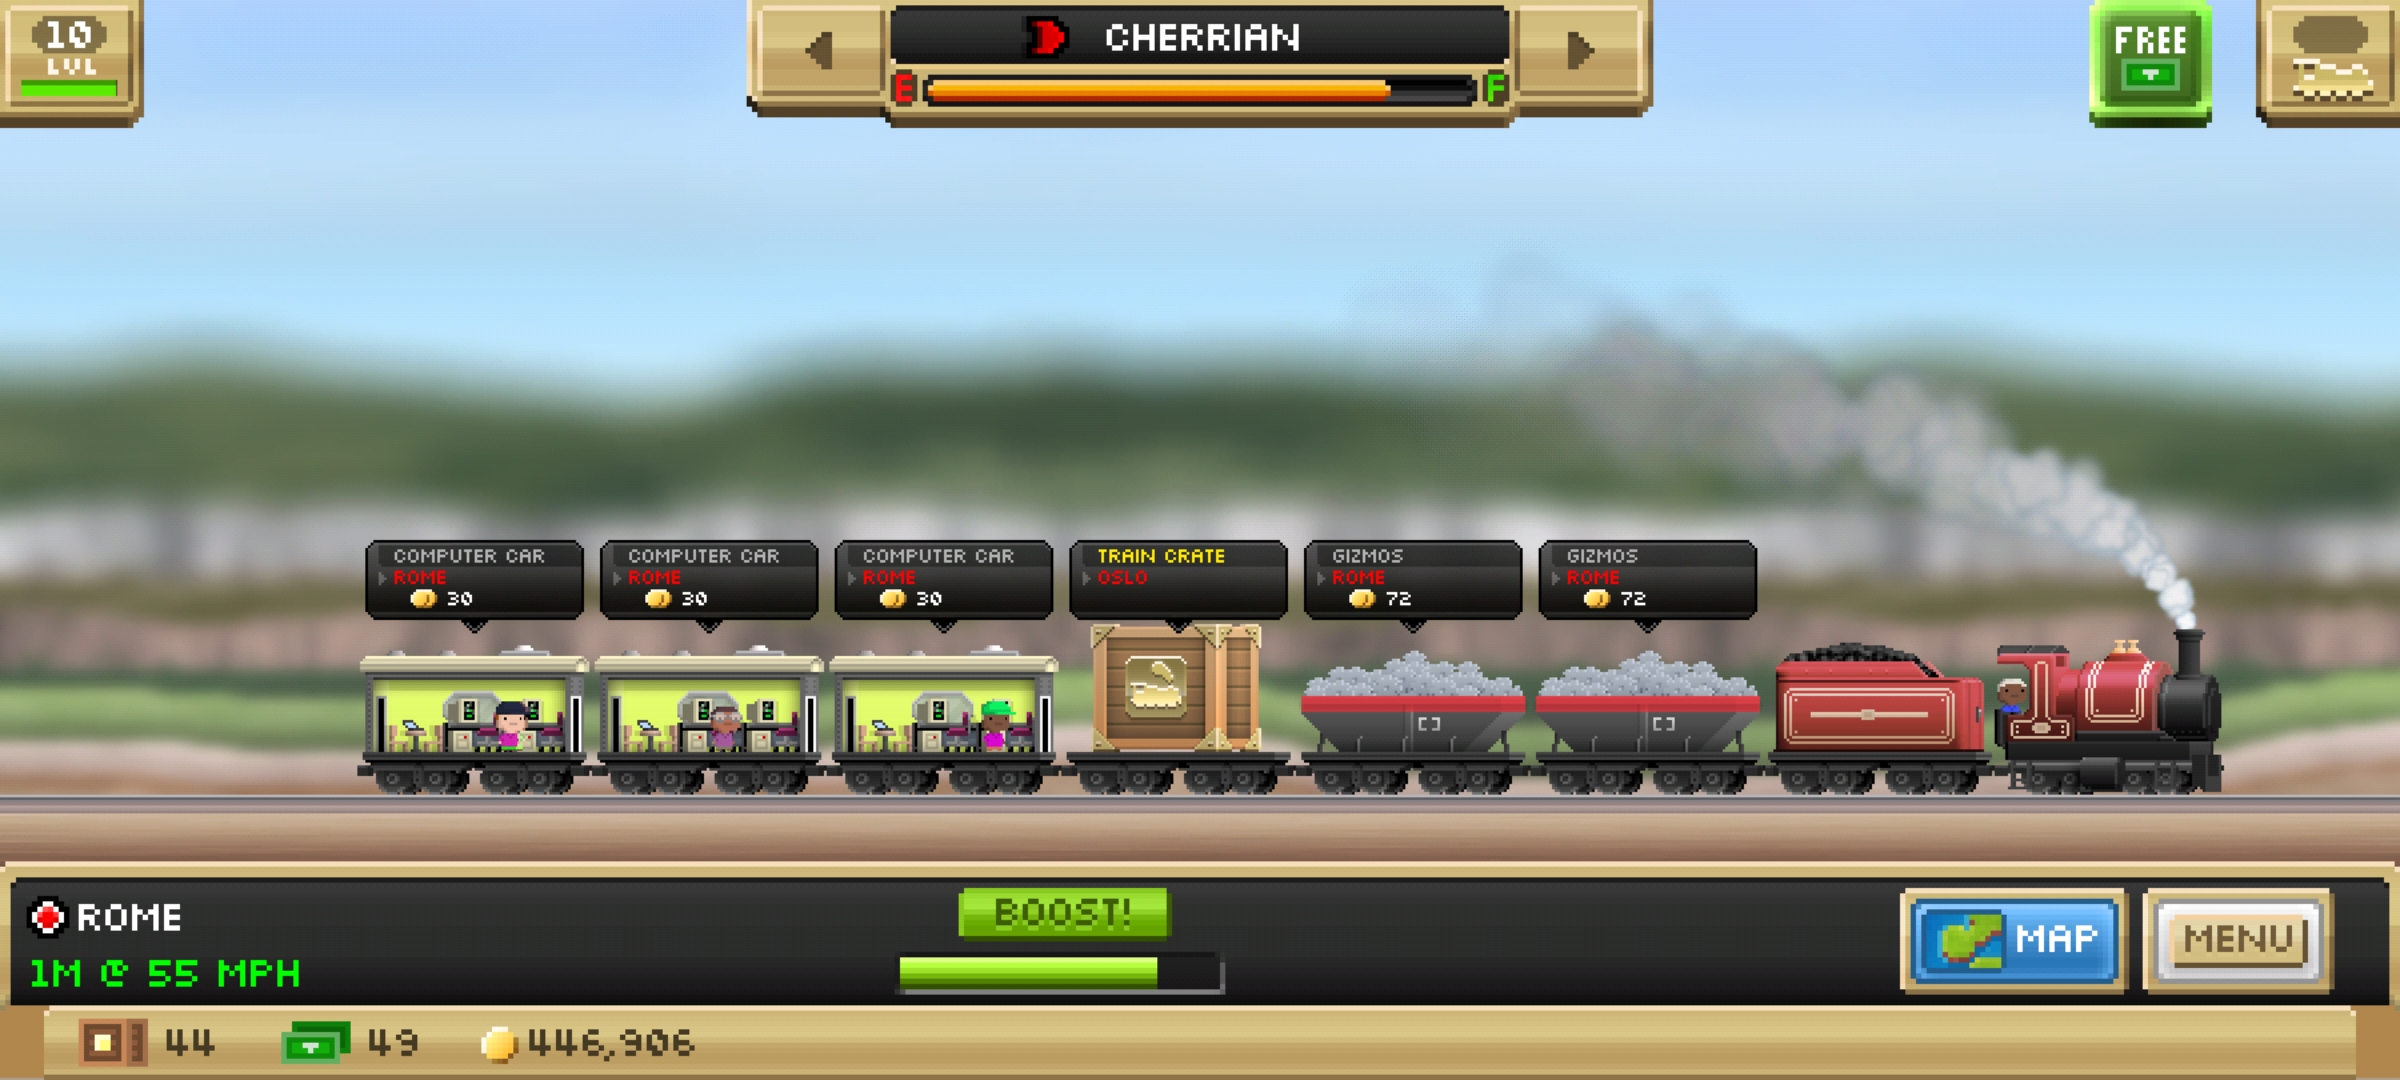 10
LVL
CHERRIAN
E
F
FREE
COMPUTER CAR
ROME
30
COMPUTER CAR
ROME
30
COMPUTER CAR
ROME
30
TRAIN CRATE
OSLO
GIZMOS
ROME
72
GIZMOS
ROME
72
ROME
1M @ 55 MPH
BOOST!
MAP
MENU
44
49
446,906